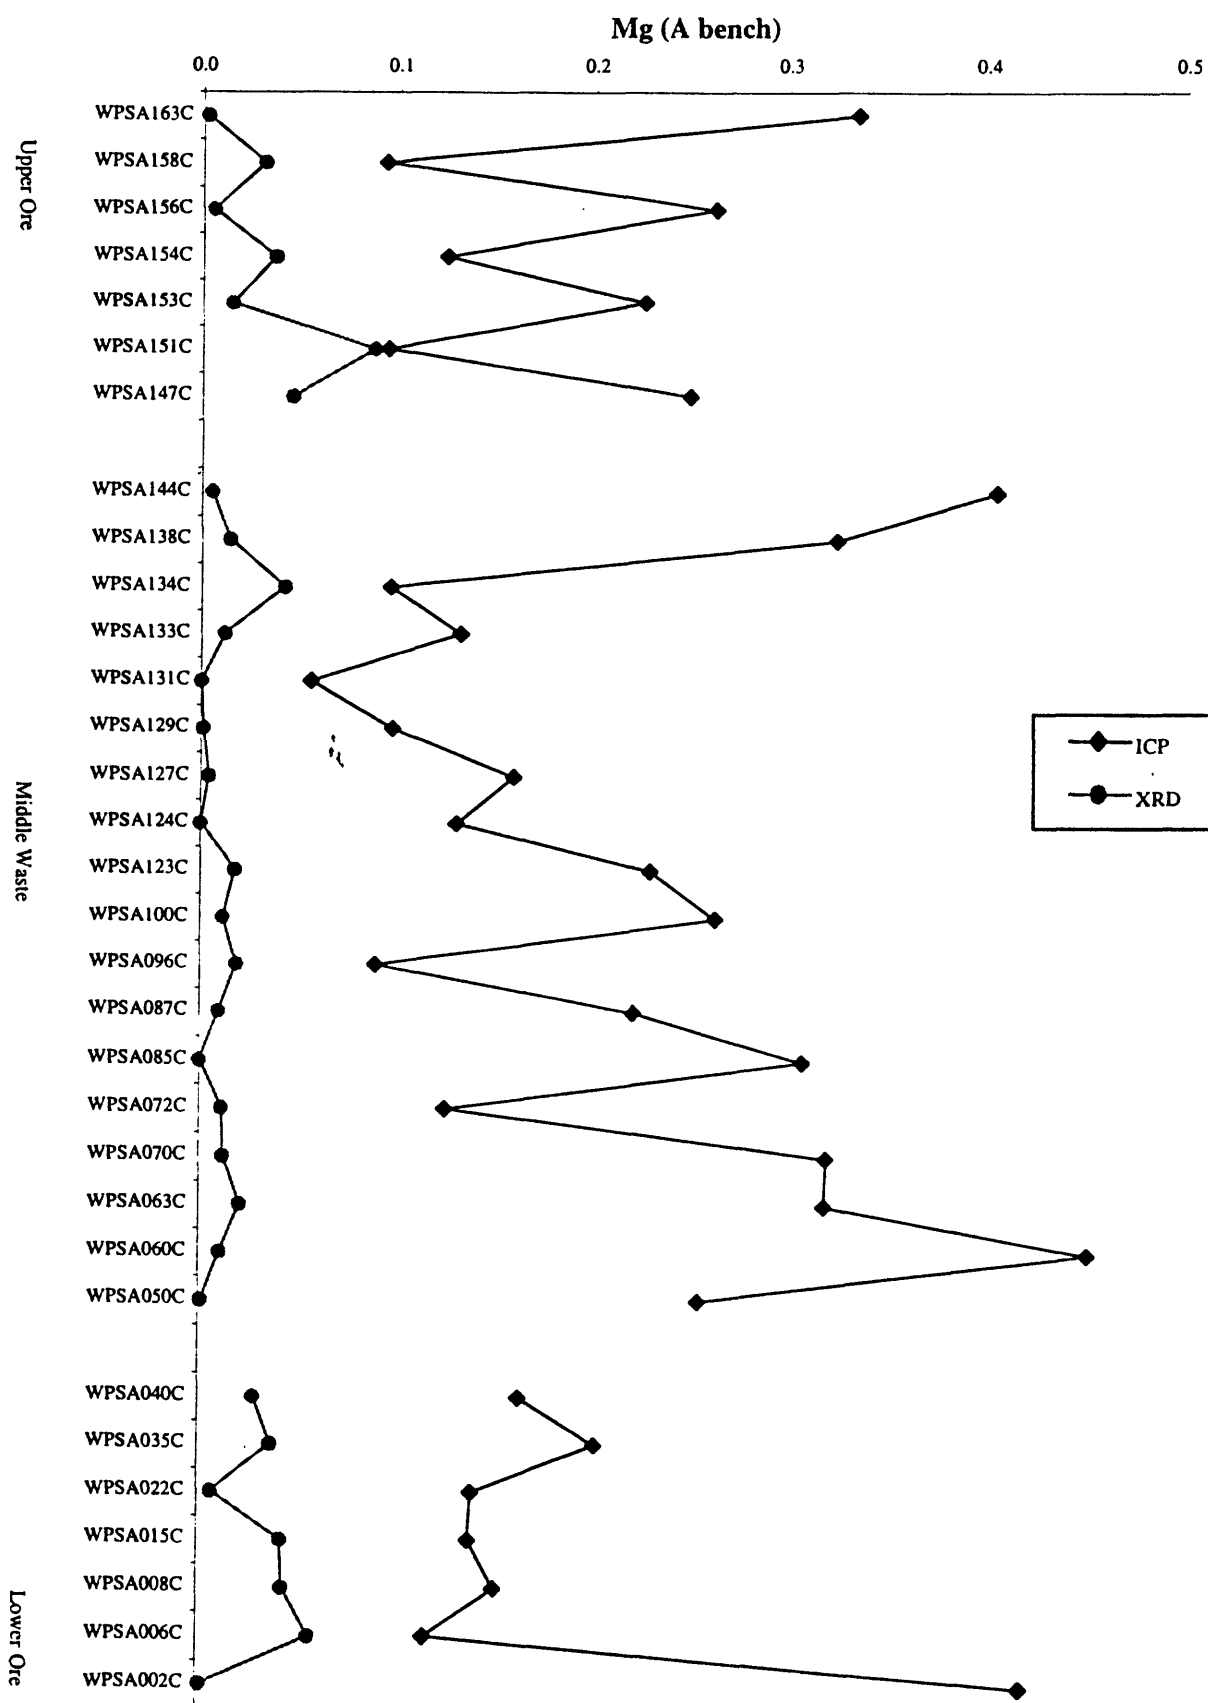 Mg (A bench)
0.0 0.1 0.2 0.3 0.4 0.5
Upper Ore
WPSA163C
WPSA158C
WPSA156C
WPSA154C
WPSA153C
WPSA151C
WPSA147C
Middle Waste
WPSA144C
WPSA138C
WPSA134C
WPSA133C
WPSA131C
WPSA129C
WPSA127C
WPSA124C
WPSA123C
WPSA100C
WPSA096C
WPSA087C
WPSA085C
WPSA072C
WPSA070C
WPSA063C
WPSA060C
WPSA050C
Lower Ore
WPSA040C
WPSA035C
WPSA022C
WPSA015C
WPSA008C
WPSA006C
WPSA002C
ICP
XRD